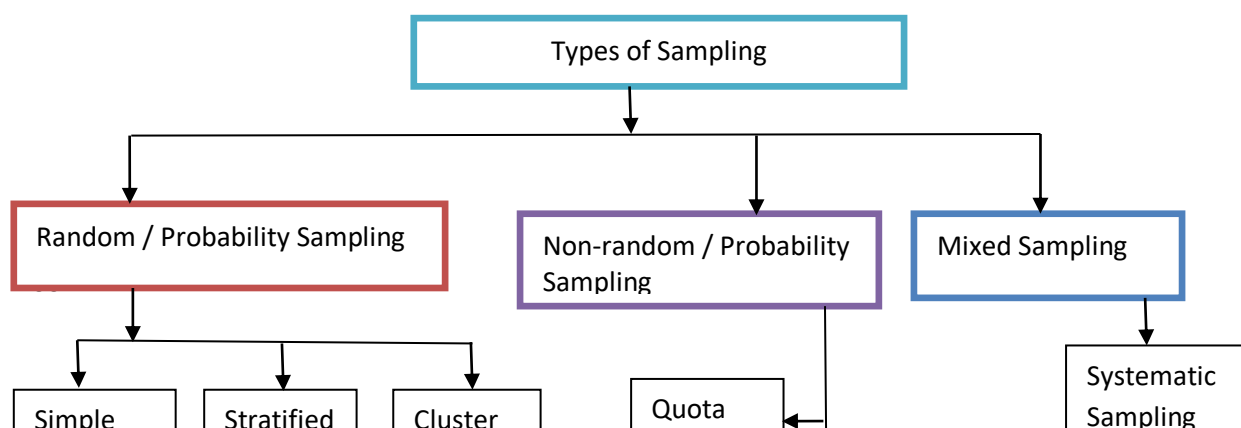 Types of Sampling
Random / Probability Sampling
Non-random / Probability
Sampling
Mixed Sampling
Systematic
Sampling
Simple
Stratified
Cluster
Quota